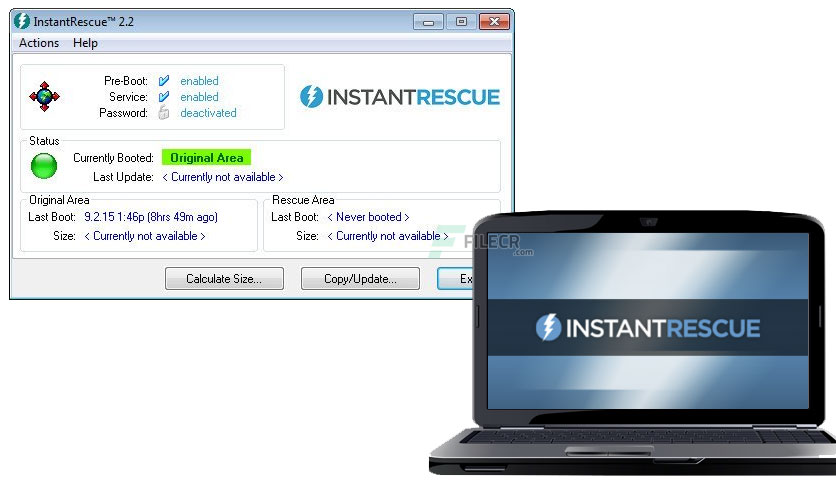 InstantRescue™ 2.2
Actions Help
Pre-Boot: enabled
Service: enabled
Password: deactivated
INSTANTRESCUE
Status
Currently Booted: Original Area
Last Update: < Currently not available >
Original Area
Last Boot: 9.2.15 1:46p (8hrs 49m ago)
Size: < Currently not available >
Rescue Area
Last Boot: < Never booted >
Size: < Currently not available >
FILECR
.com
Calculate Size...
Copy/Update...
Ex
INSTANTRESCUE